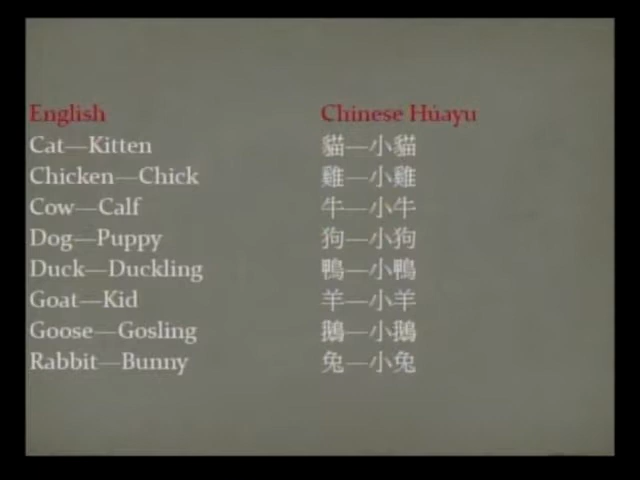 English Chinese Húayu
Cat—Kitten 貓—小貓
Chicken—Chick 雞—小雞
Cow—Calf 牛—小牛
Dog—Puppy 狗—小狗
Duck—Duckling 鴨—小鴨
Goat—Kid 羊—小羊
Goose—Gosling 鵝—小鵝
Rabbit—Bunny 兔—小兔